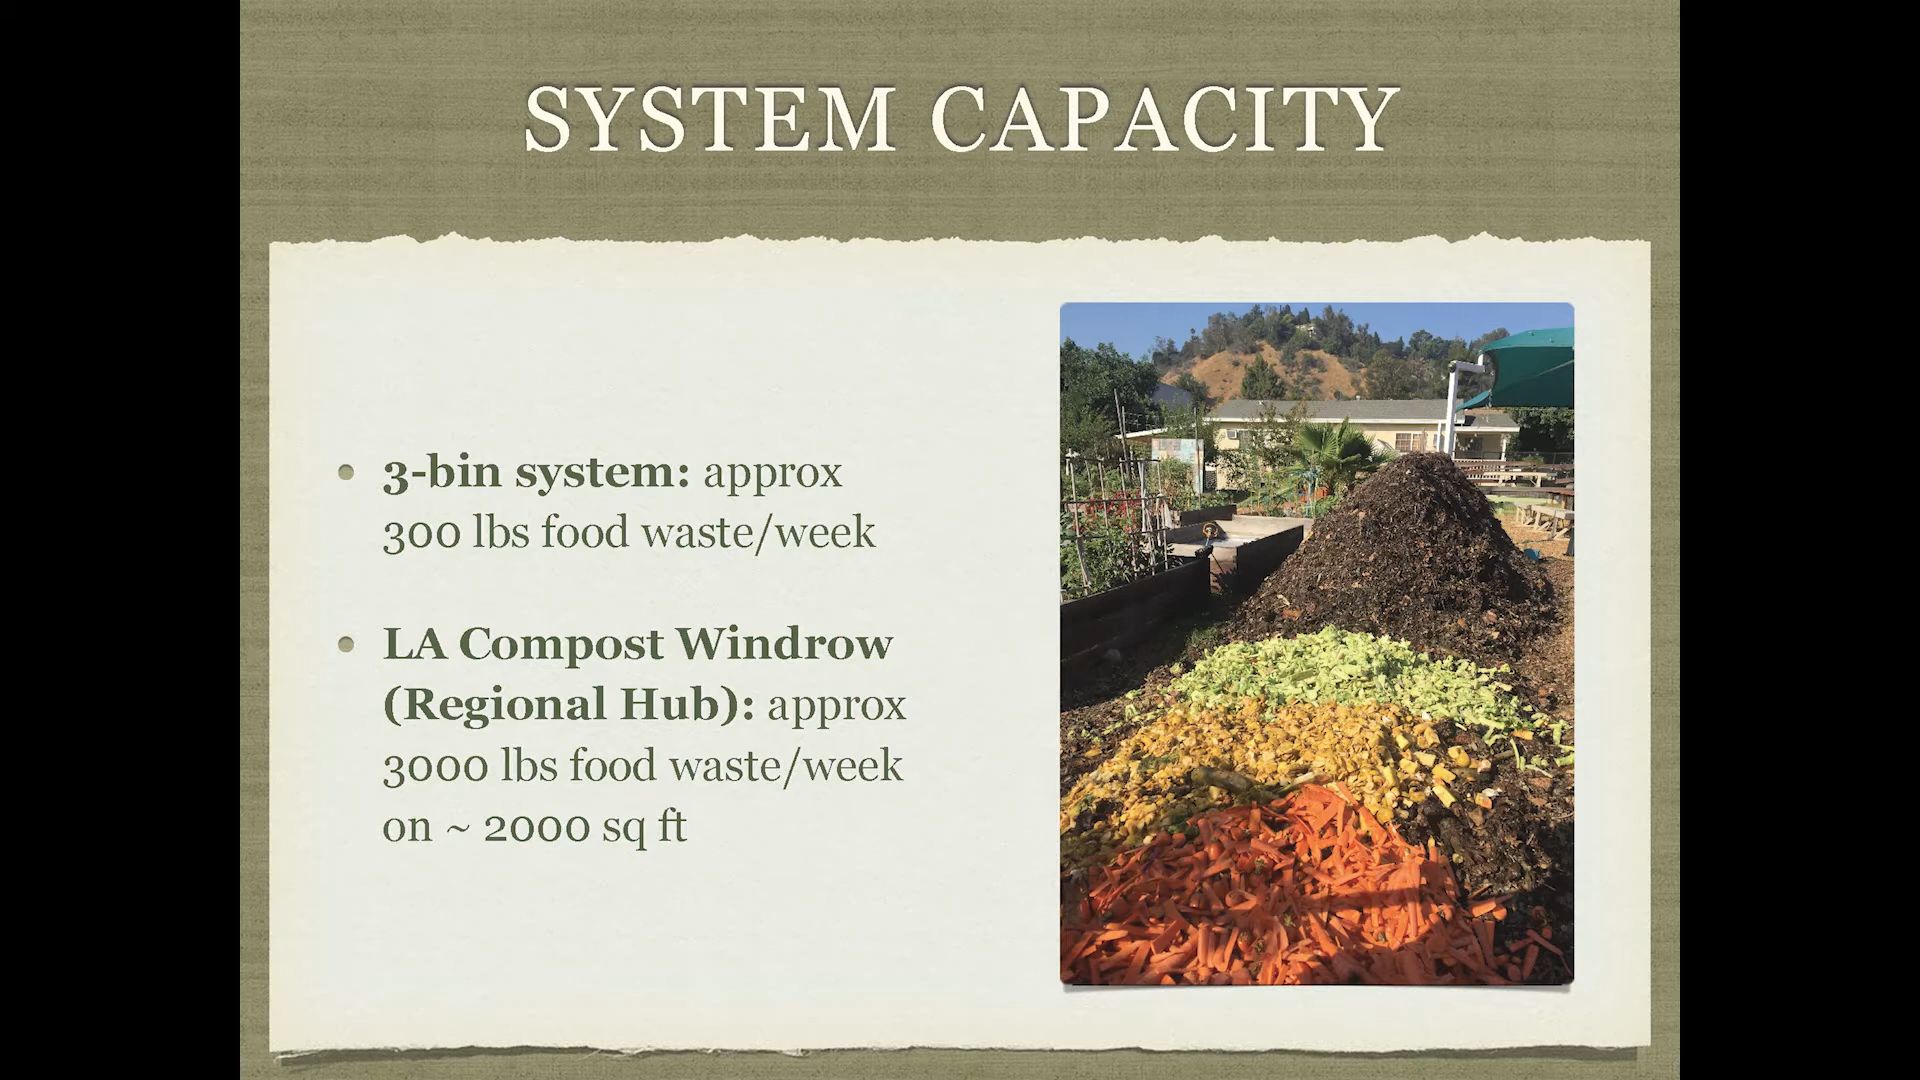 SYSTEM CAPACITY
3-bin system: approx
300 lbs food waste/week
LA Compost Windrow
(Regional Hub): approx
3000 lbs food waste/week
on ~ 2000 sq ft